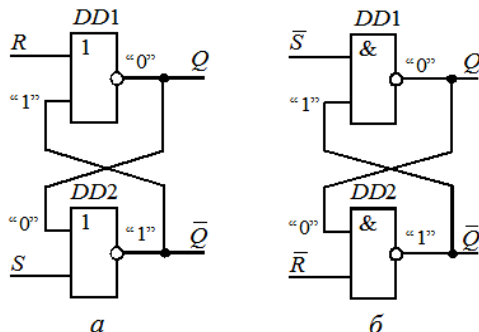 DD1
R 1 “0” Q
“1”
DD2
“0” 1 “1” Q̅
S
а
DD1
S̅ & “0” Q
“1”
DD2
“0” & “1” Q̅
R̅
б